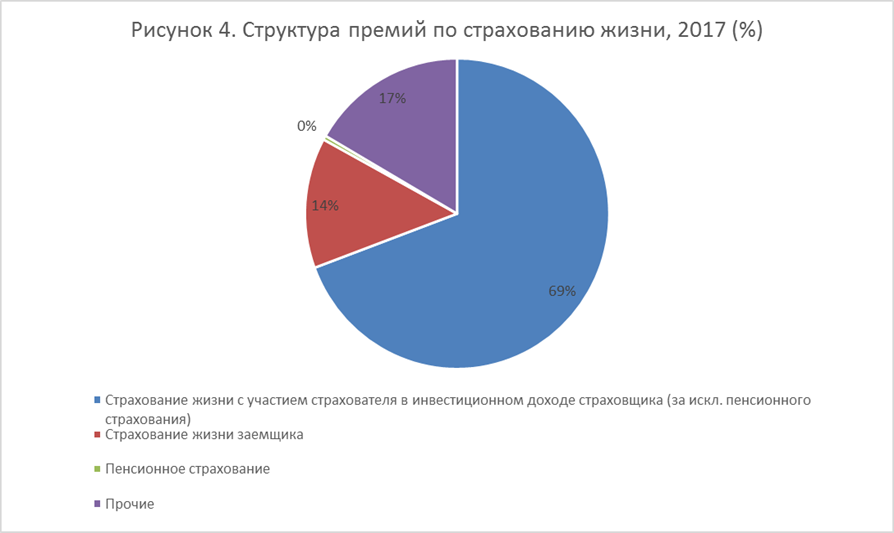 Рисунок 4. Структура премий по страхованию жизни, 2017 (%)
17%
0%
14%
69%
Страхование жизни с участием страхователя в инвестиционном доходе страховщика (за искл. пенсионного
страхования)
Страхование жизни заемщика
Пенсионное страхование
Прочие